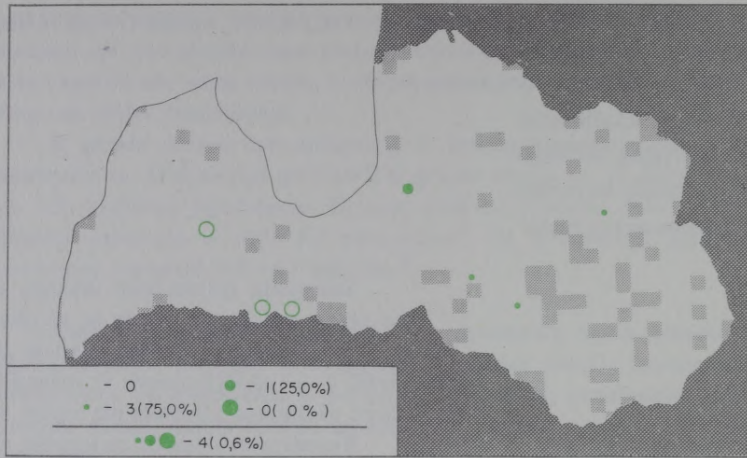 - 0
- 1(25,0%)
- 3(75,0%)
- 0( 0% )
- 4( 0,6%)